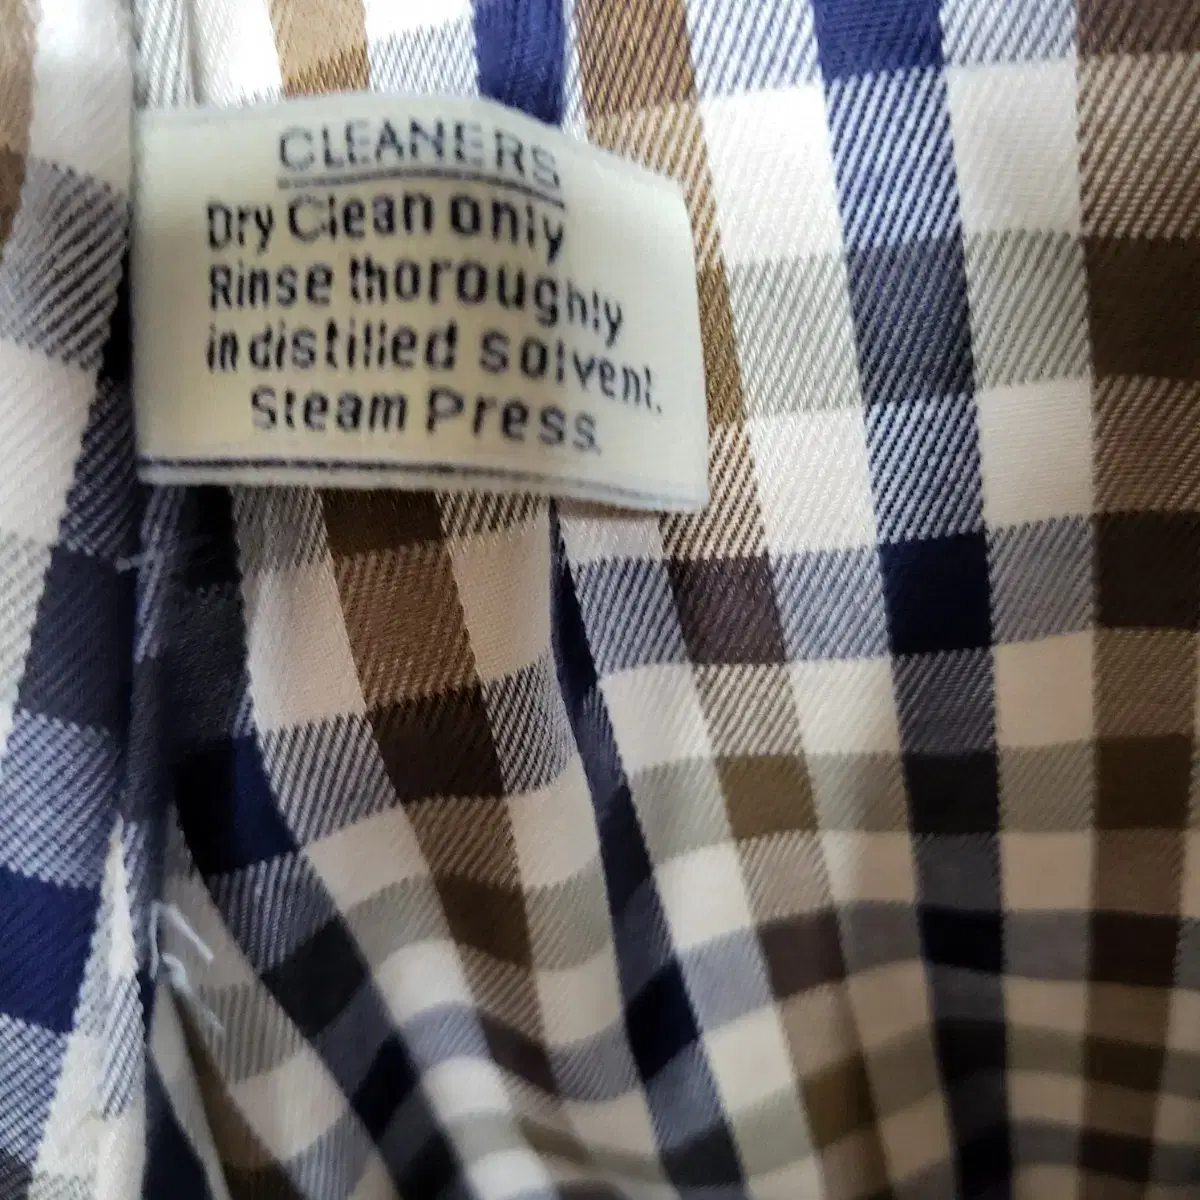 CLEANERS
Dry Clean only
Rinse thoroughly
in distilled solvent.
Steam Press.